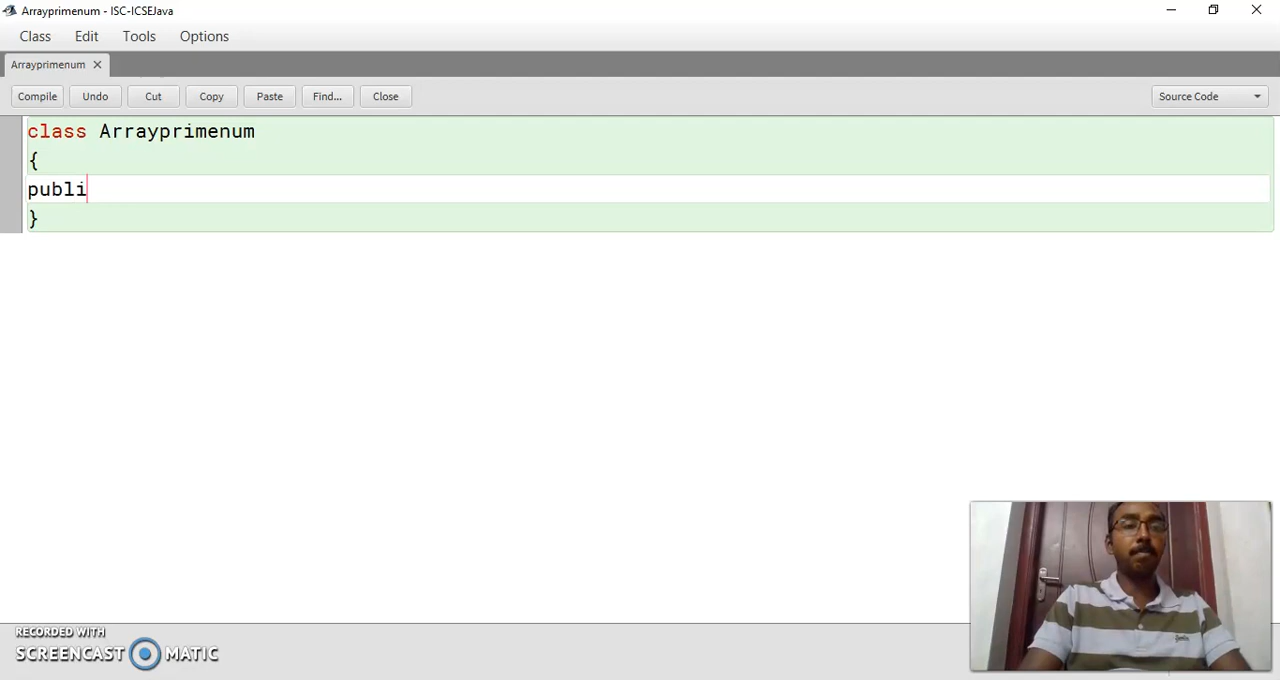 Arrayprimenum - ISC-ICSEJava
Class Edit Tools Options
Arrayprimenum
Compile Undo Cut Copy Paste Find... Close Source Code
class Arrayprimenum
{
publi
}
RECORDED WITH
SCREENCAST MATIC